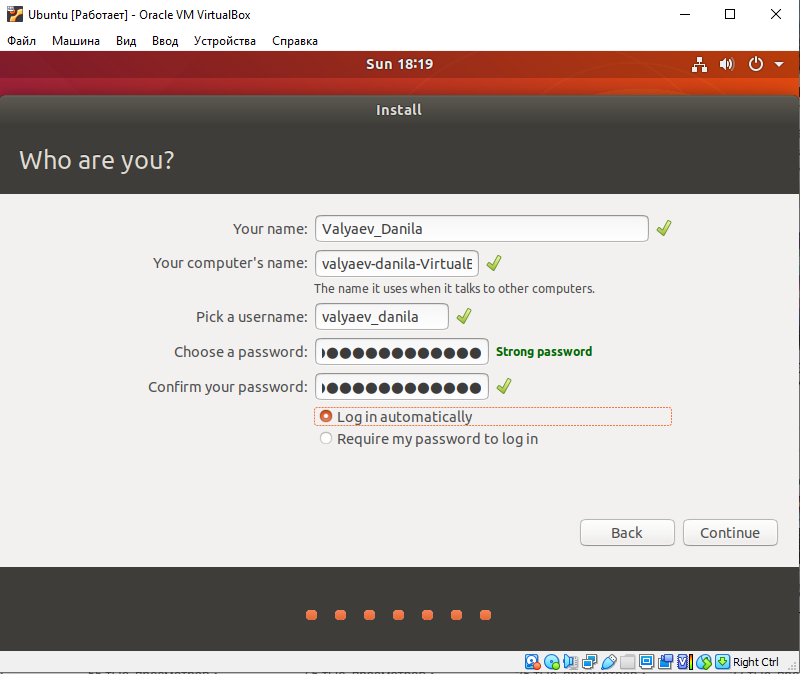 Ubuntu [Работает] - Oracle VM VirtualBox
Файл Машина Вид Ввод Устройства Справка
Sun 18:19
Install
Who are you?
Your name: Valyaev_Danila
Your computer's name: valyaev-danila-VirtualB
The name it uses when it talks to other computers.
Pick a username: valyaev_danila
Choose a password: ●●●●●●●●●●●●● Strong password
Confirm your password: ●●●●●●●●●●●●●
Log in automatically
Require my password to log in
Back Continue
Right Ctrl